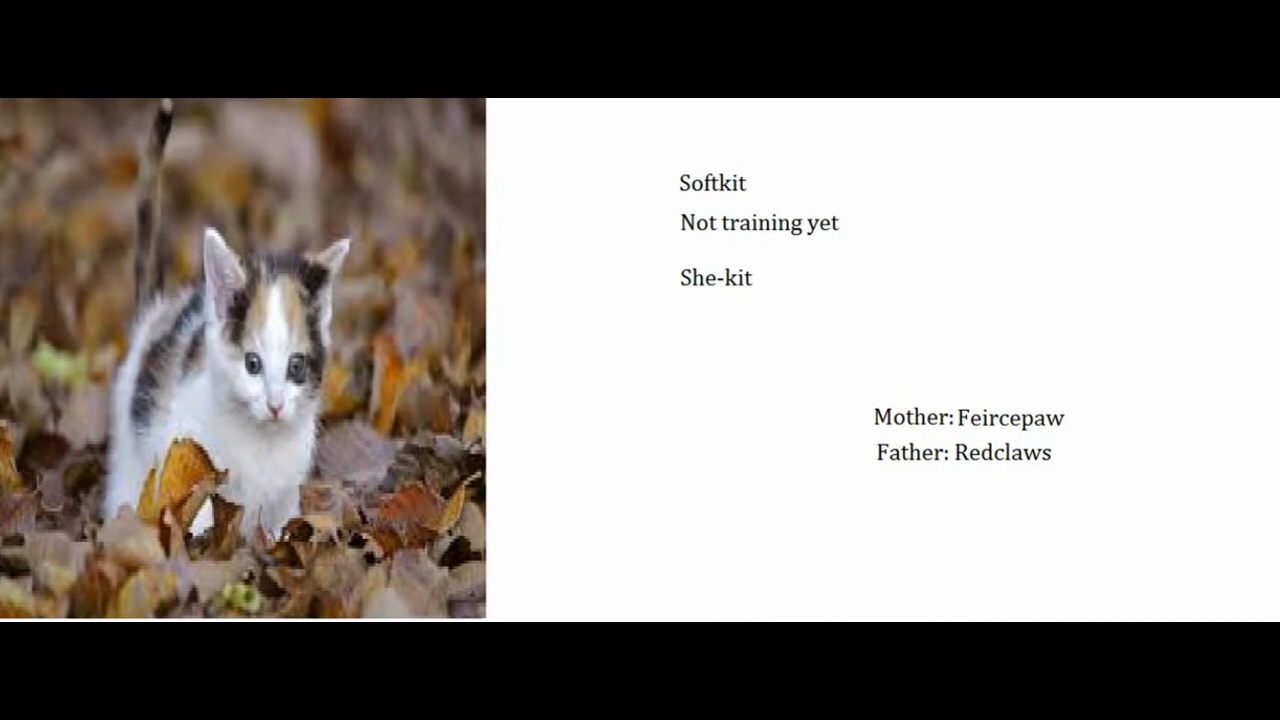 Softkit
Not training yet
She-kit
Mother: Feircepaw
Father: Redclaws